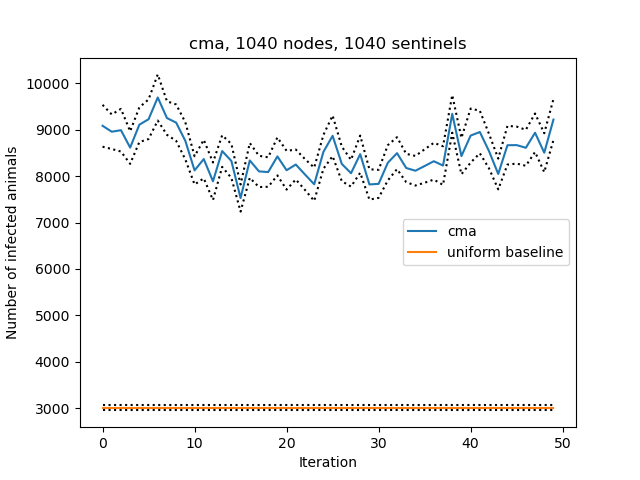 cma, 1040 nodes, 1040 sentinels
10000
9000
8000
7000
6000
5000
4000
3000
Number of infected animals
cma
uniform baseline
0 10 20 30 40 50
Iteration